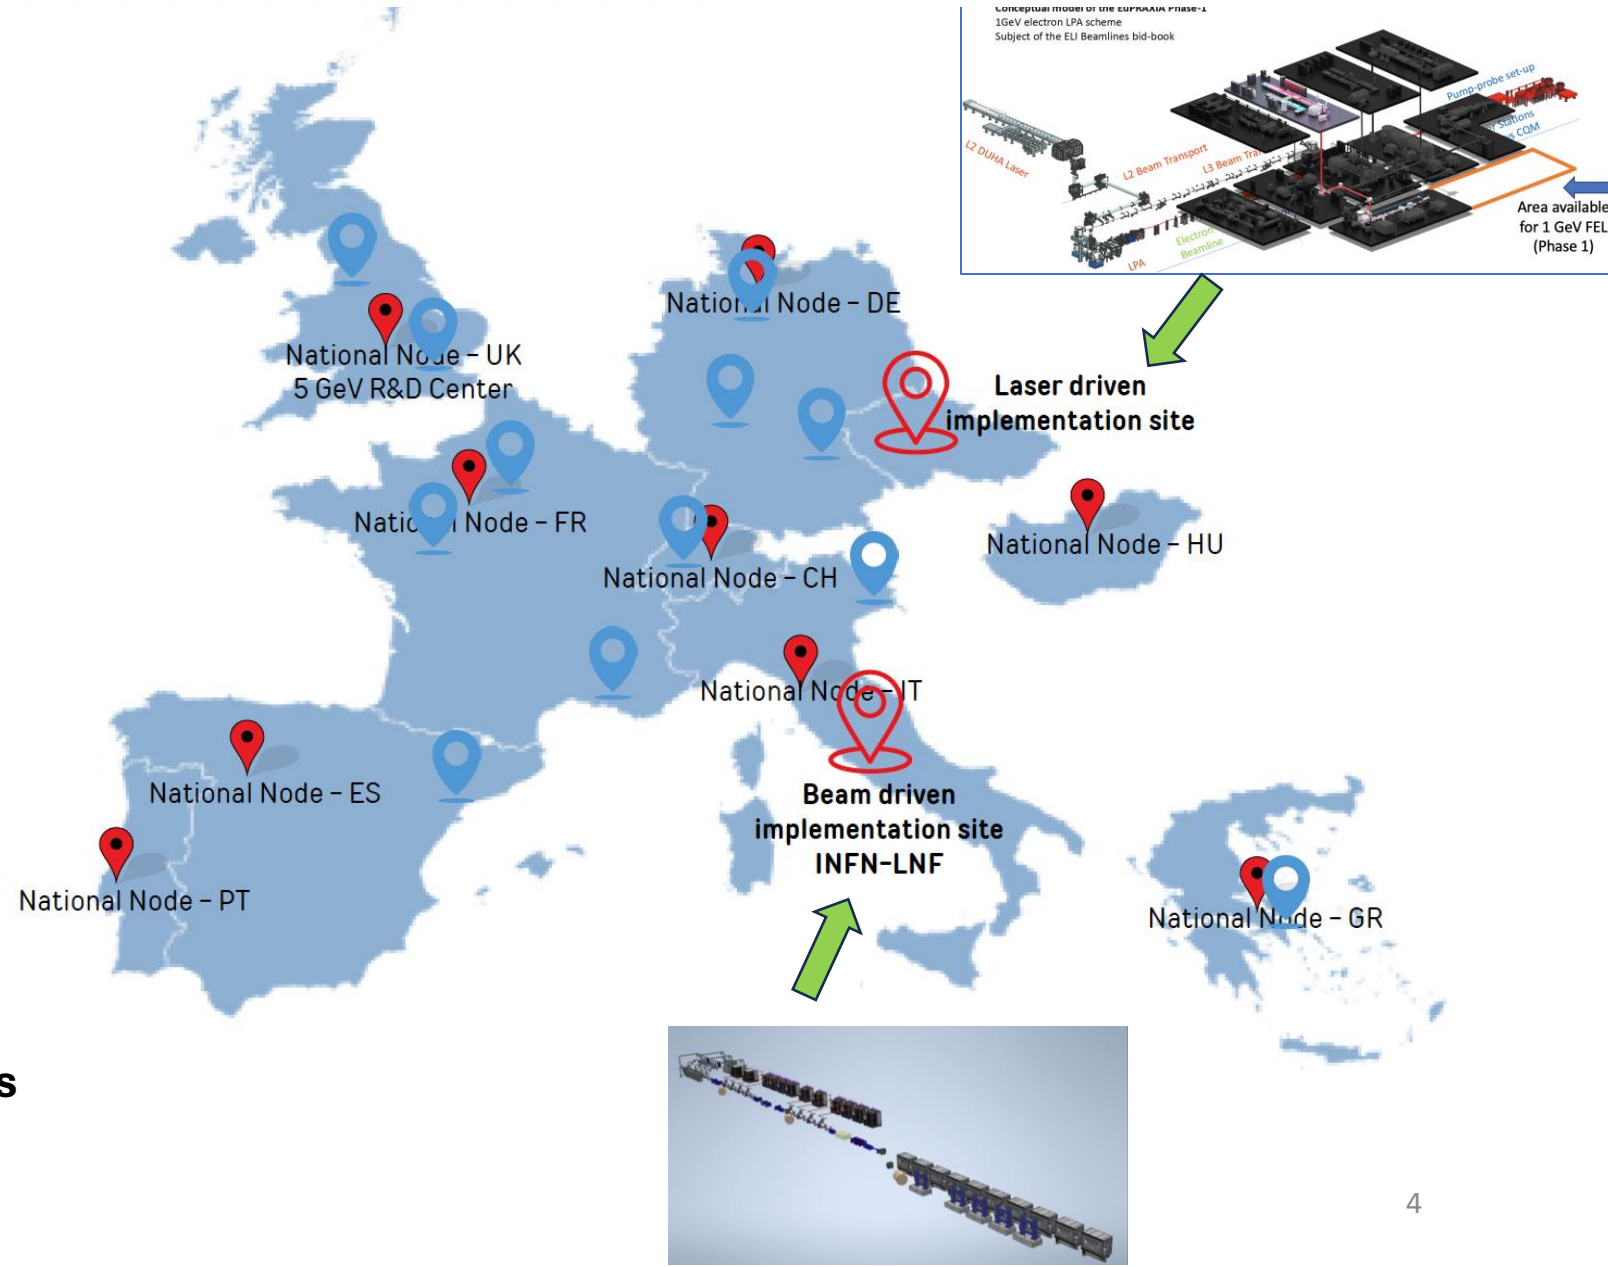 Conceptual model of the EuPRAXIA Phase-1
1GeV electron LPA scheme
Subject of the ELI Beamlines bid-book
Pump-probe set-up
Stations
CQM
L2 DUHA Laser
L2 Beam Transport
L3 Beam
Electron
Beamline
LPA
Area available
for 1 GeV FEL
(Phase 1)
National Node – DE
National Node – UK
5 GeV R&D Center
Laser driven
implementation site
National Node – FR
National Node – HU
National Node – CH
National Node – IT
National Node – ES
Beam driven
implementation site
INFN-LNF
National Node – PT
National Node – GR
s
4